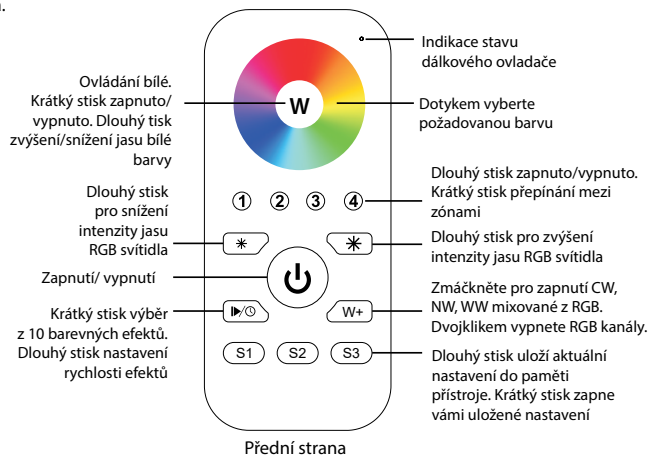 .
Indikace stavu
dálkového ovladače
Ovládání bílé.
Krátký stisk zapnuto/
vypnuto. Dlouhý tisk
zvýšení/snížení jasu bílé
barvy
W
Dotykem vyberte
požadovanou barvu
Dlouhý stisk zapnuto/vypnuto.
Krátký stisk přepínání mezi
zónami
1 2 3 4
Dlouhý stisk
pro snížení
intenzity jasu
RGB svítidla
Dlouhý stisk pro zvýšení
intenzity jasu RGB svítidla
Zapnutí/ vypnutí
Zmáčkněte pro zapnutí CW,
NW, WW mixované z RGB.
Dvojklikem vypnete RGB kanály.
W+
Krátký stisk výběr
z 10 barevných efektů.
Dlouhý stisk nastavení
rychlosti efektů
S1 S2 S3
Dlouhý stisk uloží aktuální
nastavení do paměti
přístroje. Krátký stisk zapne
vámi uložené nastavení
Přední strana